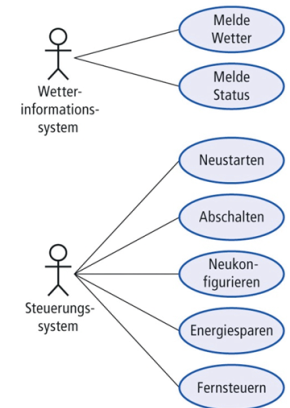 Melde
Wetter
Melde
Status
Wetter-
informations-
system
Neustarten
Abschalten
Neukon-
figurieren
Energiesparen
Fernsteuern
Steuerungs-
system